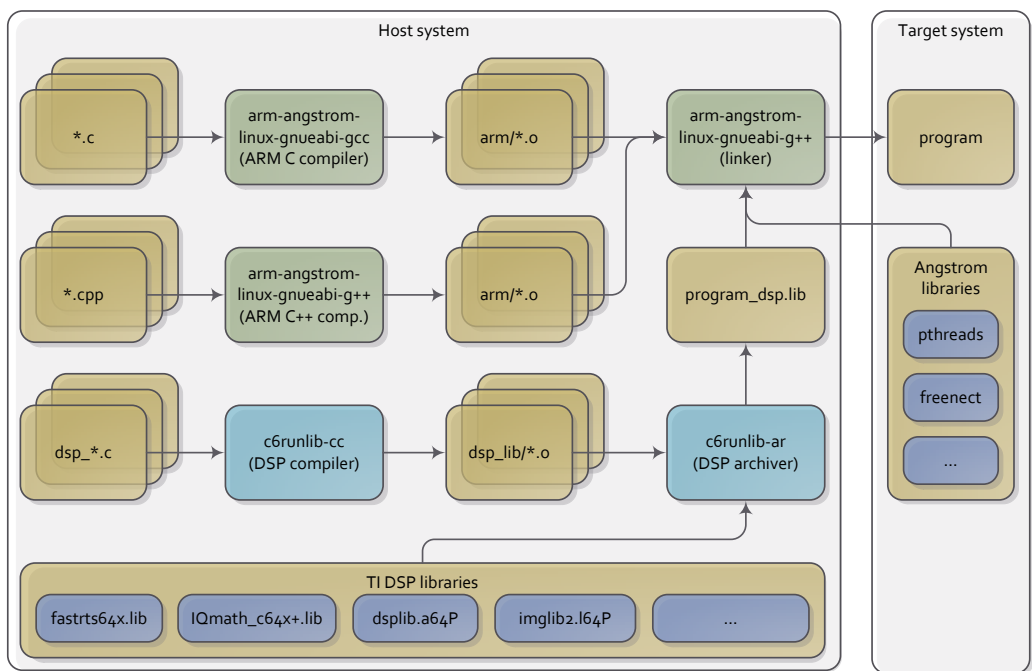 Host system
Target system
*.c
arm-angstrom-
linux-gnueabi-gcc
(ARM C compiler)
arm/*.o
arm-angstrom-
linux-gnueabi-g++
(linker)
program
*.cpp
arm-angstrom-
linux-gnueabi-g++
(ARM C++ comp.)
arm/*.o
program_dsp.lib
Angstrom
libraries
pthreads
freenect
...
dsp_*.c
c6runlib-cc
(DSP compiler)
dsp_lib/*.o
c6runlib-ar
(DSP archiver)
TI DSP libraries
fastrts64x.lib
IQmath_c64x+.lib
dsplib.a64P
imglib2.l64P
...